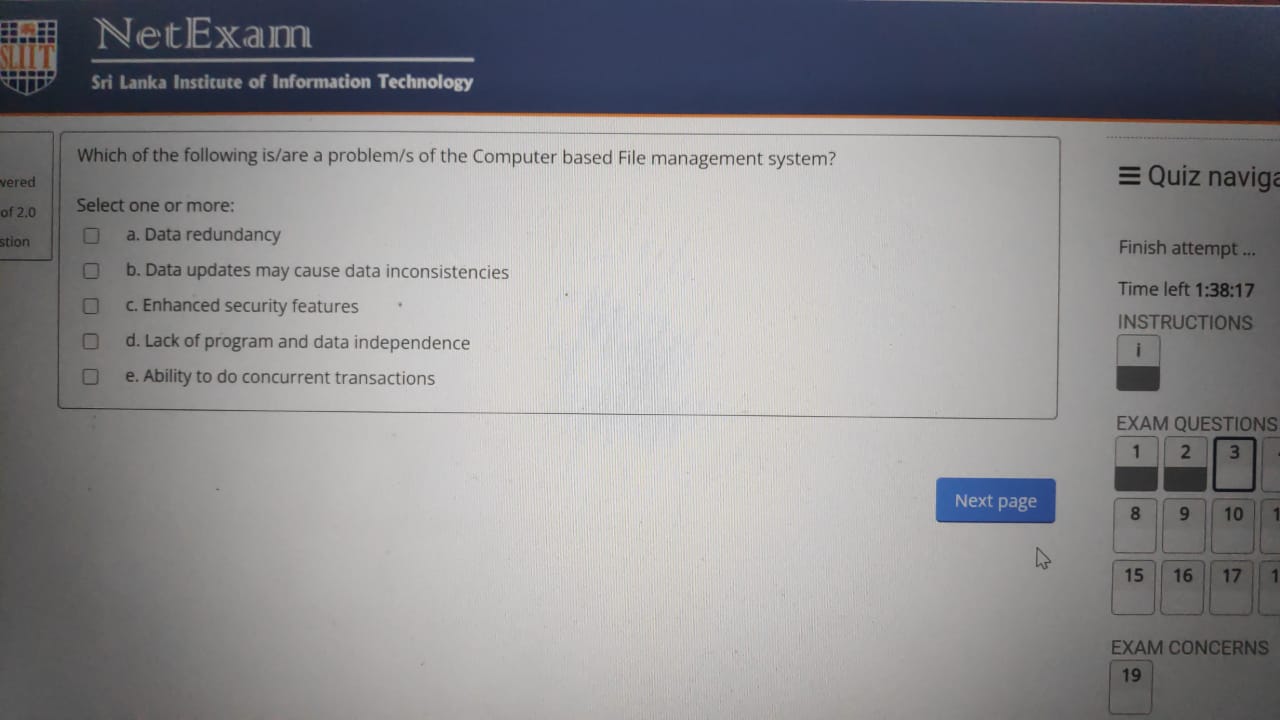 SLIIT
NetExam
Sri Lanka Institute of Information Technology
vered
of 2.0
stion
Which of the following is/are a problem/s of the Computer based File management system?
Select one or more:
a. Data redundancy
b. Data updates may cause data inconsistencies
c. Enhanced security features
d. Lack of program and data independence
e. Ability to do concurrent transactions
Next page
Quiz naviga
Finish attempt ...
Time left 1:38:17
INSTRUCTIONS
i
EXAM QUESTIONS
1 2 3
8 9 10 1
15 16 17 1
EXAM CONCERNS
19